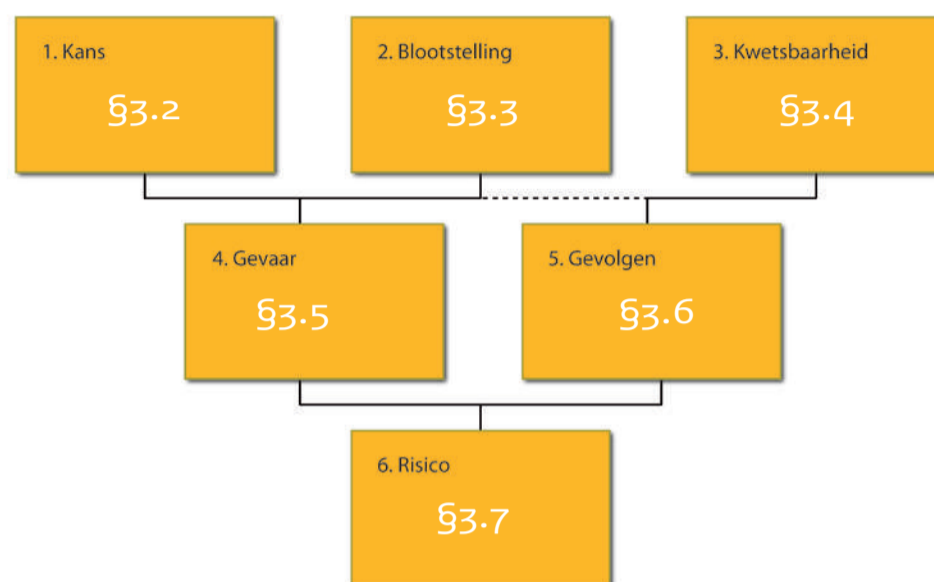 1. Kans
§3.2
2. Blootstelling
§3.3
3. Kwetsbaarheid
§3.4
4. Gevaar
§3.5
5. Gevolgen
§3.6
6. Risico
§3.7